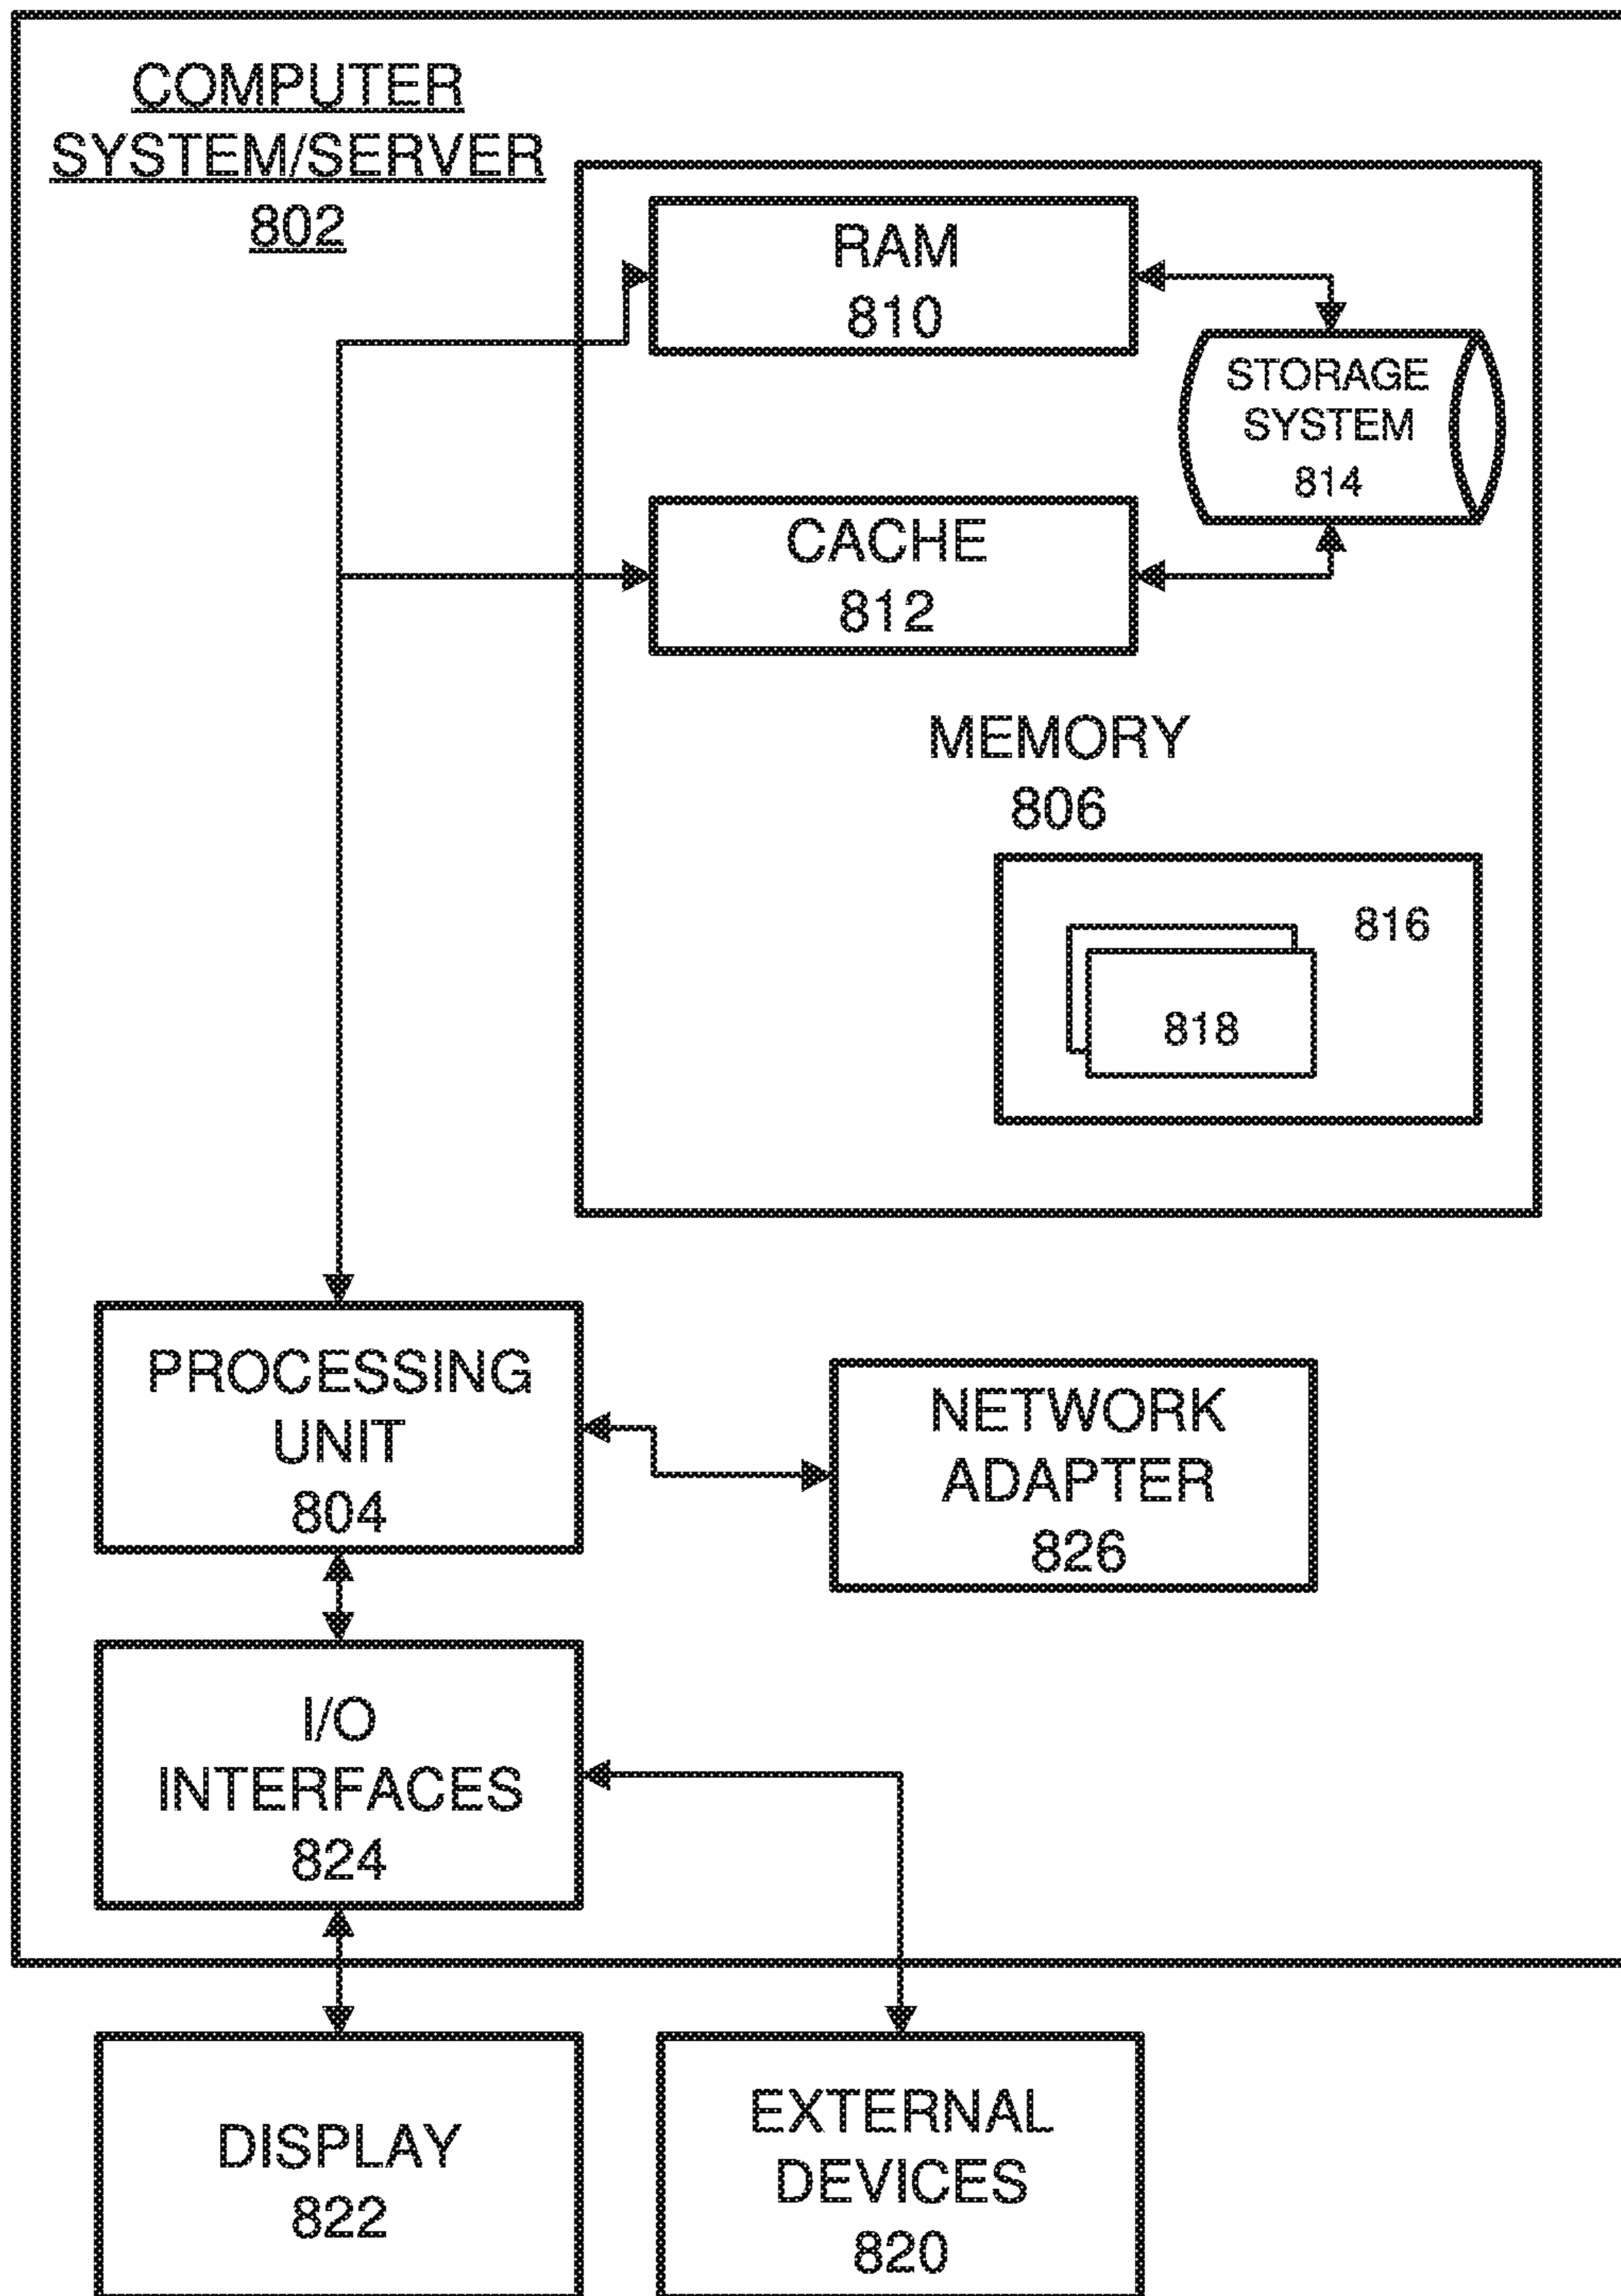 COMPUTER
SYSTEM/SERVER
802
RAM
810
STORAGE
SYSTEM
814
CACHE
812
MEMORY
806
816
818
PROCESSING
UNIT
804
NETWORK
ADAPTER
826
I/O
INTERFACES
824
DISPLAY
822
EXTERNAL
DEVICES
820